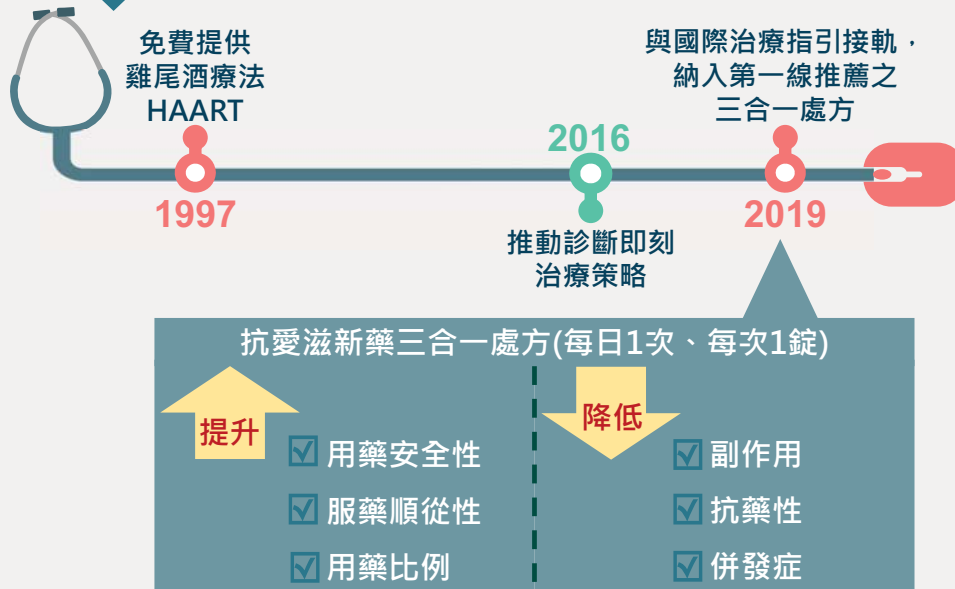 免費提供
雞尾酒療法
HAART
1997
2016
推動診斷即刻
治療策略
與國際治療指引接軌，
納入第一線推薦之
三合一處方
2019
抗愛滋新藥三合一處方(每日1次、每次1錠)
提升
用藥安全性
服藥順從性
用藥比例
降低
副作用
抗藥性
併發症